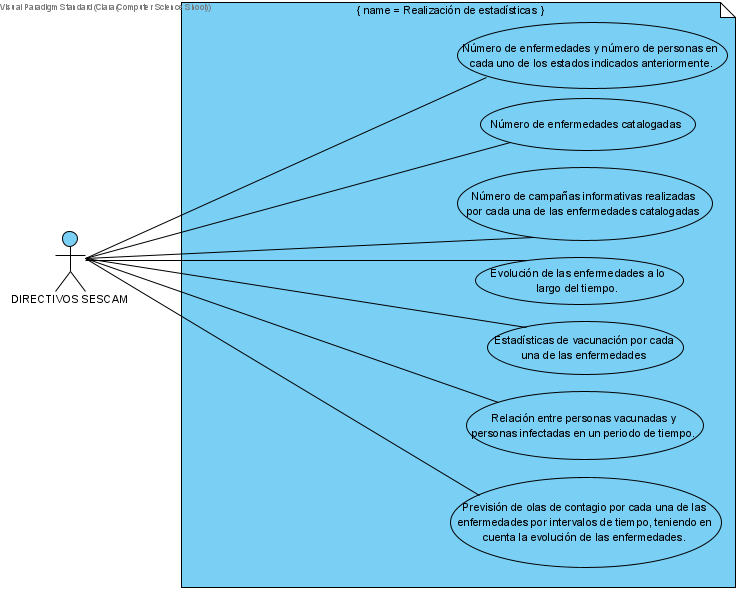 Visual Paradigm Standard (Clara (Computer Science Shool))
{ name = Realización de estadísticas }
Número de enfermedades y número de personas en
cada uno de los estados indicados anteriormente.
Número de enfermedades catalogadas
Número de campañas informativas realizadas
por cada una de las enfermedades catalogadas
Evolución de las enfermedades a lo
largo del tiempo.
DIRECTIVOS SESCAM
Estadísticas de vacunación por cada
una de las enfermedades
Relación entre personas vacunadas y
personas infectadas en un periodo de tiempo.
Previsión de olas de contagio por cada una de las
enfermedades por intervalos de tiempo, teniendo en
cuenta la evolución de las enfermedades.